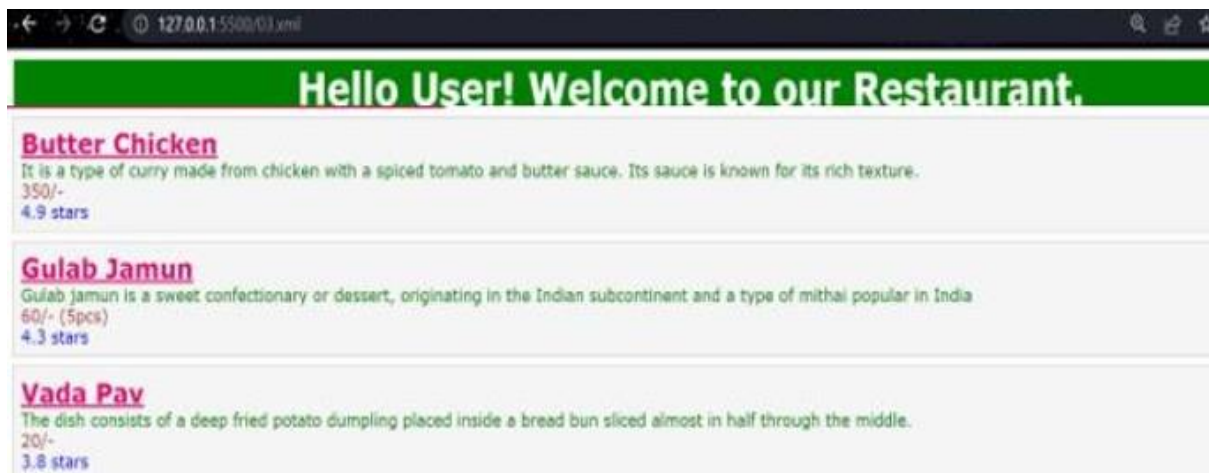 127.0.0.1:5500/03.xml
Hello User! Welcome to our Restaurant.
Butter Chicken
It is a type of curry made from chicken with a spiced tomato and butter sauce. Its sauce is known for its rich texture.
350/-
4.9 stars
Gulab Jamun
Gulab jamun is a sweet confectionary or dessert, originating in the Indian subcontinent and a type of mithai popular in India
60/- (5pcs)
4.3 stars
Vada Pav
The dish consists of a deep fried potato dumpling placed inside a bread bun sliced almost in half through the middle.
20/-
3.8 stars